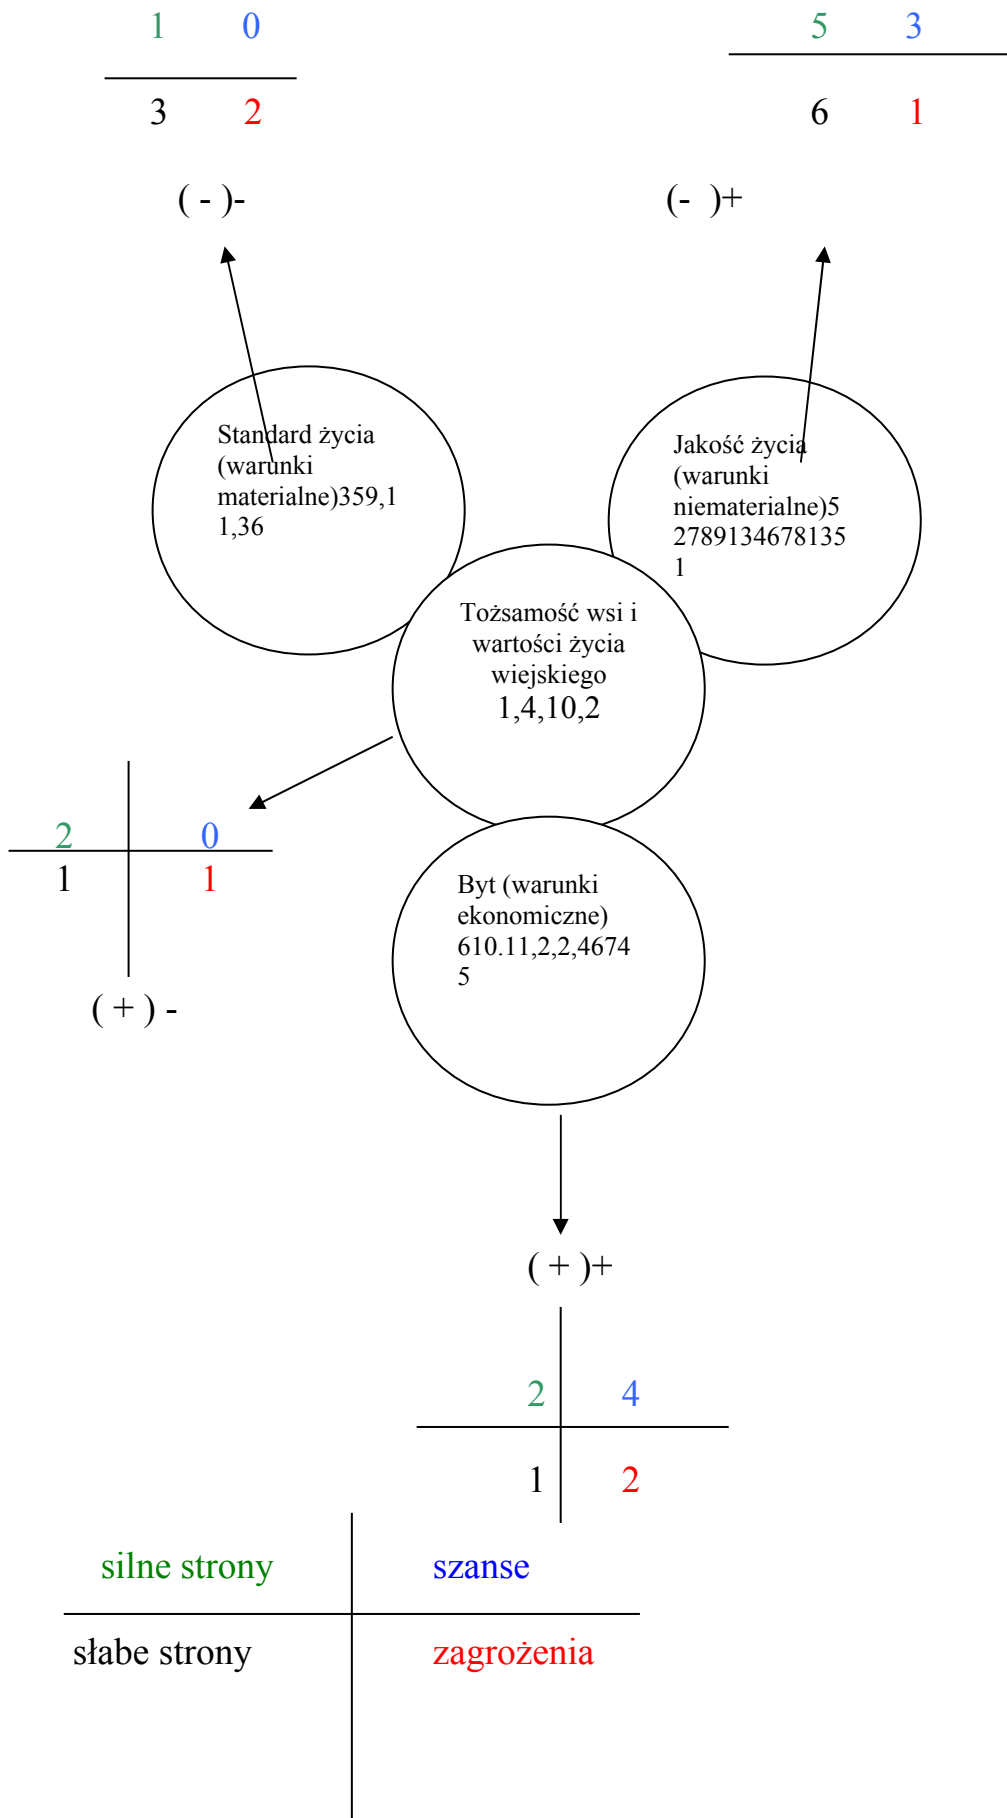 1 0
5 3
3 2
6 1
( - )-
(- )+
Standard życia
(warunki
materialne)359,1
1,36
Jakość życia
(warunki
niematerialne)5
2789134678135
1
Tożsamość wsi i
wartości życia
wiejskiego
1,4,10,2
2 0
1 1
( + ) -
Byt (warunki
ekonomiczne)
610.11,2,2,4674
5
( + )+
2 4
1 2
silne strony szanse
słabe strony zagrożenia